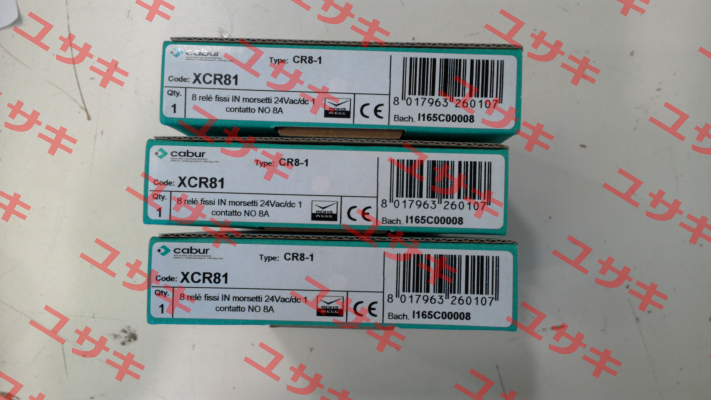 cabur
Type: CR8-1
Code: XCR81
Qty. 1
8 relé fissi IN morsetti 24Vac/dc 1
contatto NO 8A
CE
8 017963 260107
Bach. I165C00008
cabur
Type: CR8-1
Code: XCR81
Qty. 1
8 relé fissi IN morsetti 24Vac/dc 1
contatto NO 8A
CE
8 017963 260107
Bach. I165C00008
cabur
Type: CR8-1
Code: XCR81
Qty. 1
8 relé fissi IN morsetti 24Vac/dc 1
contatto NO 8A
CE
8 017963 260107
Bach. I165C00008
ユサキ